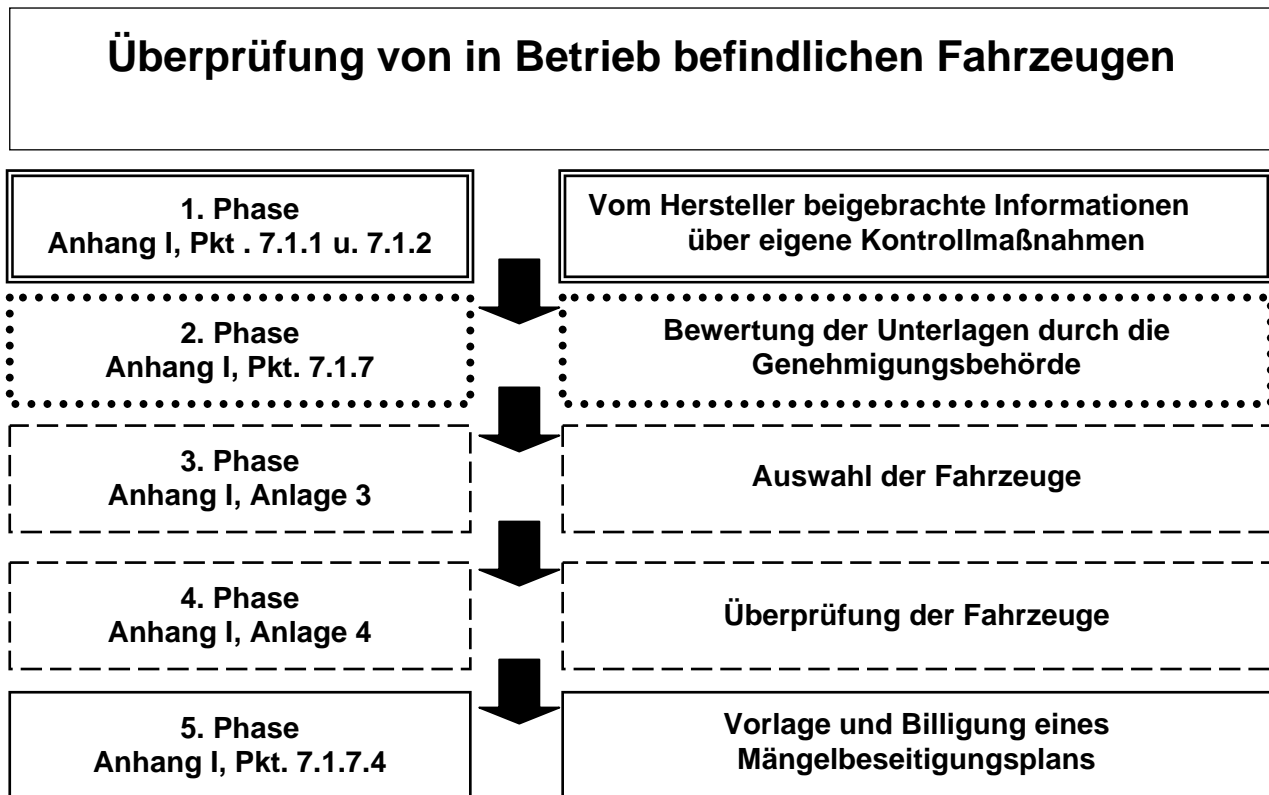 Überprüfung von in Betrieb befindlichen Fahrzeugen
1. Phase
Anhang I, Pkt . 7.1.1 u. 7.1.2
Vom Hersteller beigebrachte Informationen
über eigene Kontrollmaßnahmen
2. Phase
Anhang I, Pkt. 7.1.7
Bewertung der Unterlagen durch die
Genehmigungsbehörde
3. Phase
Anhang I, Anlage 3
Auswahl der Fahrzeuge
4. Phase
Anhang I, Anlage 4
Überprüfung der Fahrzeuge
5. Phase
Anhang I, Pkt. 7.1.7.4
Vorlage und Billigung eines
Mängelbeseitigungsplans